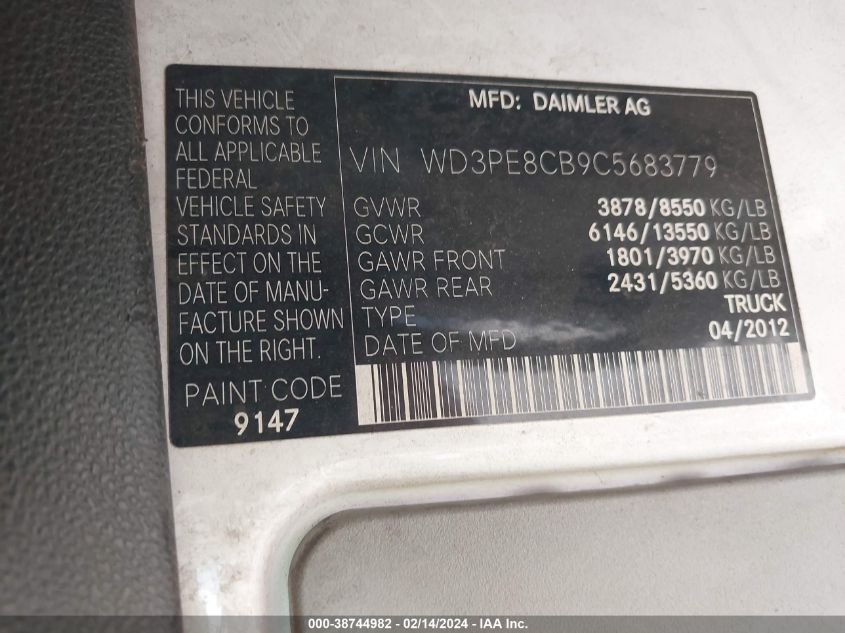 THIS VEHICLE
CONFORMS TO
ALL APPLICABLE
FEDERAL
VEHICLE SAFETY
STANDARDS IN
EFFECT ON THE
DATE OF MANU-
FACTURE SHOWN
ON THE RIGHT.
PAINT CODE
9147
MFD: DAIMLER AG
VIN WD3PE8CB9C5683779
GVWR 3878/8550 KG/LB
GCWR 6146/13550 KG/LB
GAWR FRONT 1801/3970 KG/LB
GAWR REAR 2431/5360 KG/LB
TYPE TRUCK
DATE OF MFD 04/2012
000-38744982 - 02/14/2024 - IAA Inc.